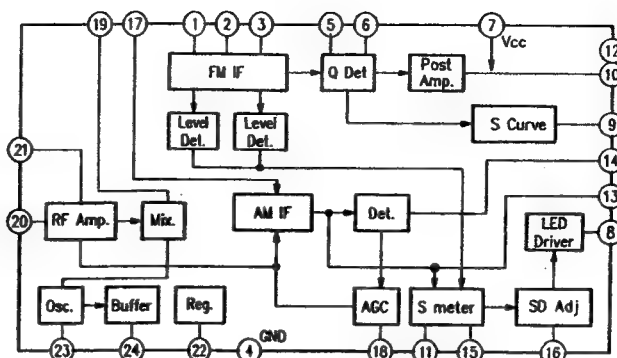 19 17 1 2 3 5 6 7
Vcc
12
10
FM IF Q Det Post
Amp.
Level
Det. Level
Det.
S Curve 9
21
14
13
20 RF Amp. Mix. AM IF Det. LED
Driver 8
Osc. Buffer Reg. AGC S meter SD Adj
GND
23 24 22 4 18 11 15 16